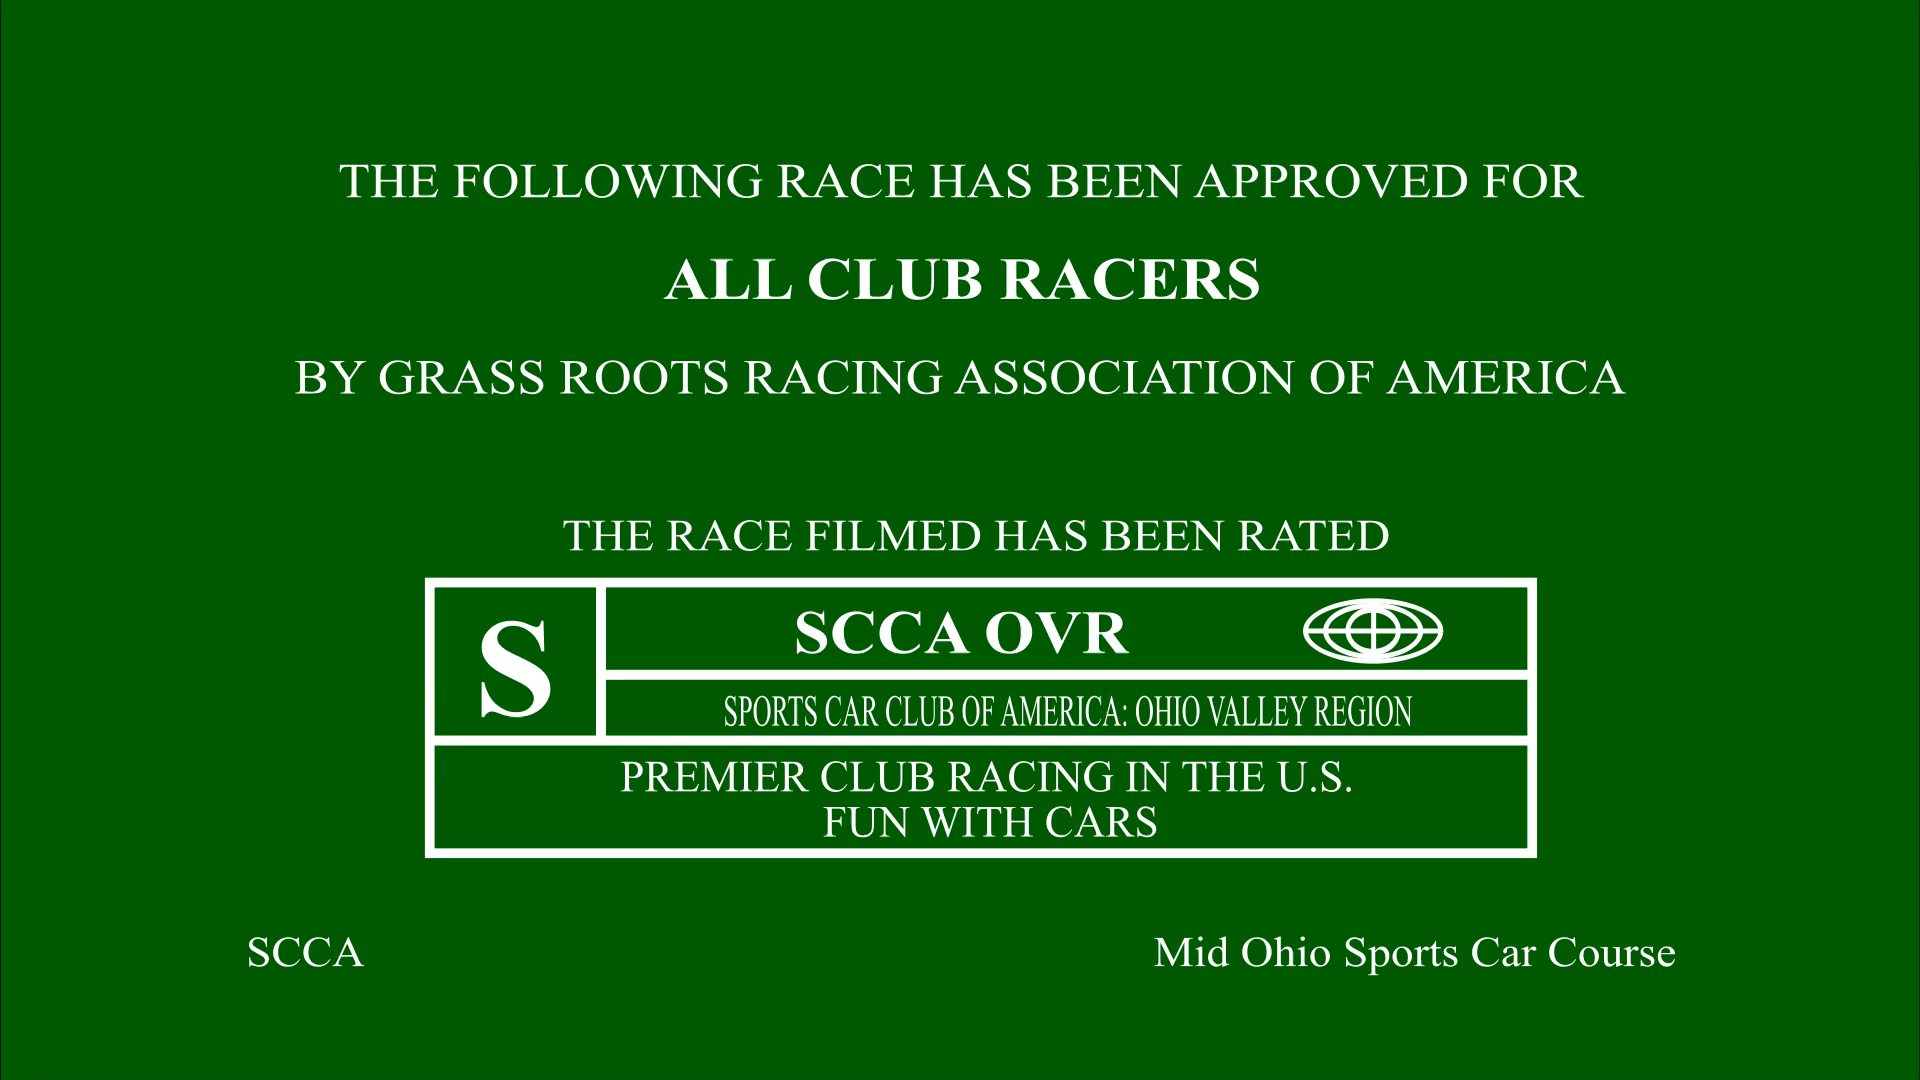 THE FOLLOWING RACE HAS BEEN APPROVED FOR
ALL CLUB RACERS
BY GRASS ROOTS RACING ASSOCIATION OF AMERICA
THE RACE FILMED HAS BEEN RATED
S
SCCA OVR
SPORTS CAR CLUB OF AMERICA: OHIO VALLEY REGION
PREMIER CLUB RACING IN THE U.S.
FUN WITH CARS
SCCA
Mid Ohio Sports Car Course